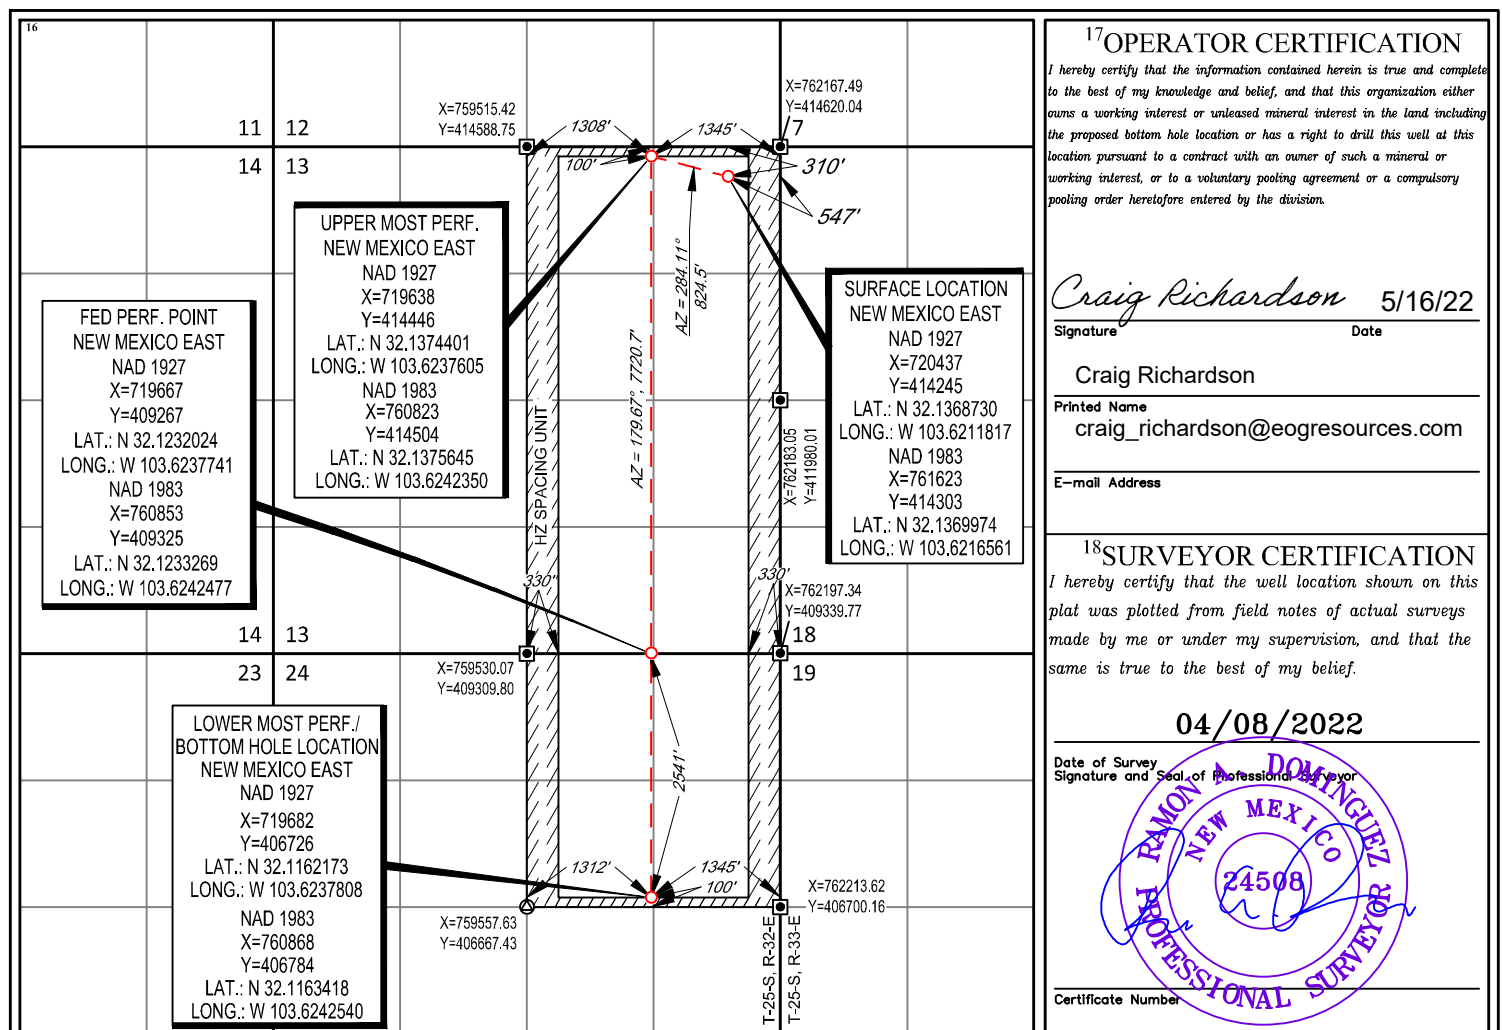 16
X=759515.42
Y=414588.75
X=762167.49
Y=414620.04
11 12
7
14 13
1308'
1345'
100'
310'
547'
AZ = 284.11°
824.5'
AZ = 179.67°, 7720.7'
HZ SPACING UNIT
UPPER MOST PERF.
NEW MEXICO EAST
NAD 1927
X=719638
Y=414446
LAT.: N 32.1374401
LONG.: W 103.6237605
NAD 1983
X=760823
Y=414504
LAT.: N 32.1375645
LONG.: W 103.6242350
FED PERF. POINT
NEW MEXICO EAST
NAD 1927
X=719667
Y=409267
LAT.: N 32.1232024
LONG.: W 103.6237741
NAD 1983
X=760853
Y=409325
LAT.: N 32.1233269
LONG.: W 103.6242477
SURFACE LOCATION
NEW MEXICO EAST
NAD 1927
X=720437
Y=414245
LAT.: N 32.1368730
LONG.: W 103.6211817
NAD 1983
X=761623
Y=414303
LAT.: N 32.1369974
LONG.: W 103.6216561
X=762183.05
Y=411980.01
330'
330'
X=762197.34
Y=409339.77
14 13
18
23 24
19
X=759530.07
Y=409309.80
2541'
LOWER MOST PERF./
BOTTOM HOLE LOCATION
NEW MEXICO EAST
NAD 1927
X=719682
Y=406726
LAT.: N 32.1162173
LONG.: W 103.6237808
NAD 1983
X=760868
Y=406784
LAT.: N 32.1163418
LONG.: W 103.6242540
1312'
1345'
100'
X=762213.62
Y=406700.16
X=759557.63
Y=406667.43
T-25-S, R-32-E
T-25-S, R-33-E
17 OPERATOR CERTIFICATION
I hereby certify that the information contained herein is true and complete
to the best of my knowledge and belief, and that this organization either
owns a working interest or unleased mineral interest in the land including
the proposed bottom hole location or has a right to drill this well at this
location pursuant to a contract with an owner of such a mineral or
working interest, or to a voluntary pooling agreement or a compulsory
pooling order heretofore entered by the division.
Craig Richardson 5/16/22
Signature Date
Craig Richardson
Printed Name
craig_richardson@eogresources.com
E-mail Address
18 SURVEYOR CERTIFICATION
I hereby certify that the well location shown on this
plat was plotted from field notes of actual surveys
made by me or under my supervision, and that the
same is true to the best of my belief.
04/08/2022
Date of Survey
Signature and Seal of Professional Surveyor
RAMON A. DOMINGUEZ
NEW MEXICO
24508
PROFESSIONAL SURVEYOR
Certificate Number